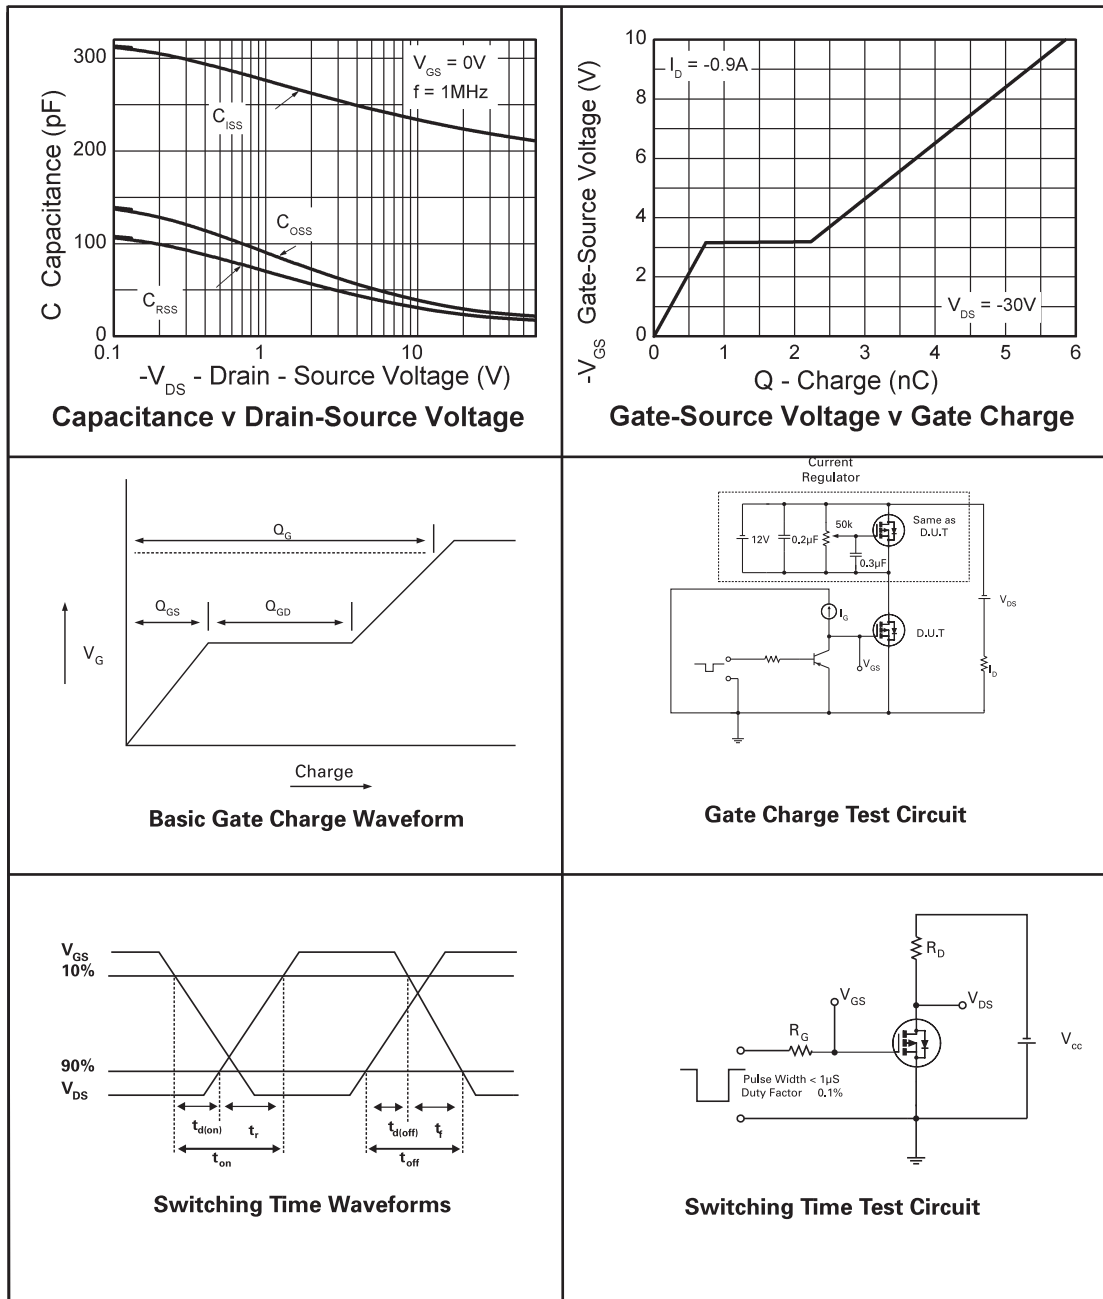 300
200
100
0
0.1
1
10
C Capacitance (pF)
V_GS = 0V
f = 1MHz
C_ISS
C_OSS
C_RSS
-V_DS - Drain - Source Voltage (V)
Capacitance v Drain-Source Voltage
10
8
6
4
2
0
0
1
2
3
4
5
6
-V_GS Gate-Source Voltage (V)
I_D = -0.9A
V_DS = -30V
Q - Charge (nC)
Gate-Source Voltage v Gate Charge
Q_G
Q_GS
Q_GD
V_G
Charge
Basic Gate Charge Waveform
Current
Regulator
12V
0.2µF
50k
0.3µF
Same as
D.U.T
I_G
D.U.T
V_GS
V_DS
I_D
Gate Charge Test Circuit
V_GS
10%
90%
V_DS
t_d(on)
t_r
t_d(off)
t_f
t_on
t_off
Switching Time Waveforms
R_D
V_GS
V_DS
R_G
V_cc
Pulse Width < 1µS
Duty Factor 0.1%
Switching Time Test Circuit